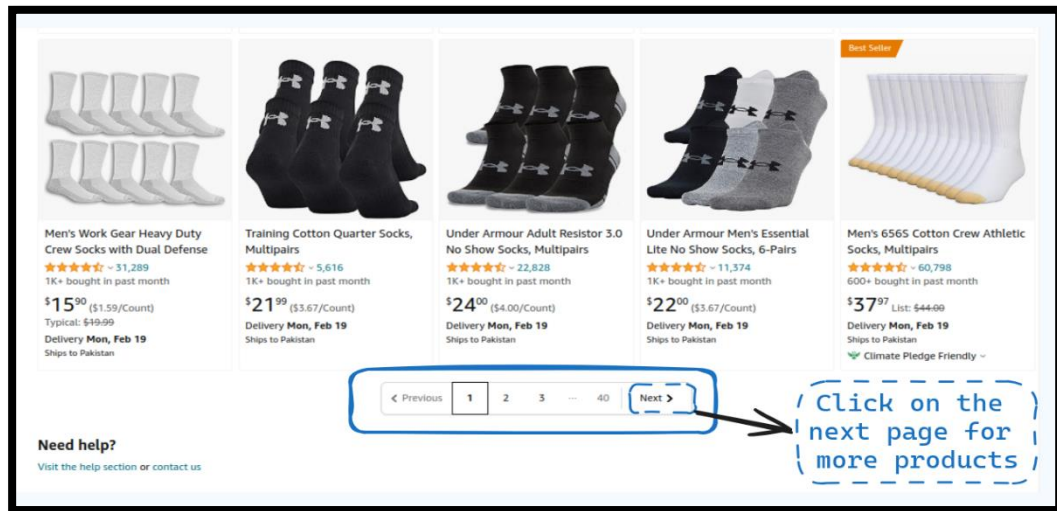 Best Seller
Men's Work Gear Heavy Duty
Crew Socks with Dual Defense
31,289
1K+ bought in past month
$15 90 ($1.59/Count)
Typical: $19.99
Delivery Mon, Feb 19
Ships to Pakistan
Training Cotton Quarter Socks,
Multipairs
5,616
1K+ bought in past month
$21 99 ($3.67/Count)
Delivery Mon, Feb 19
Ships to Pakistan
Under Armour Adult Resistor 3.0
No Show Socks, Multipairs
22,828
1K+ bought in past month
$24 00 ($4.00/Count)
Delivery Mon, Feb 19
Ships to Pakistan
Under Armour Men's Essential
Lite No Show Socks, 6-Pairs
11,374
1K+ bought in past month
$22 00 ($3.67/Count)
Delivery Mon, Feb 19
Ships to Pakistan
Men's 656S Cotton Crew Athletic
Socks, Multipairs
60,798
600+ bought in past month
$37 97 List: $44.00
Delivery Mon, Feb 19
Ships to Pakistan
Climate Pledge Friendly
Previous 1 2 3 ... 40 Next
Click on the
next page for
more products
Need help?
Visit the help section or contact us